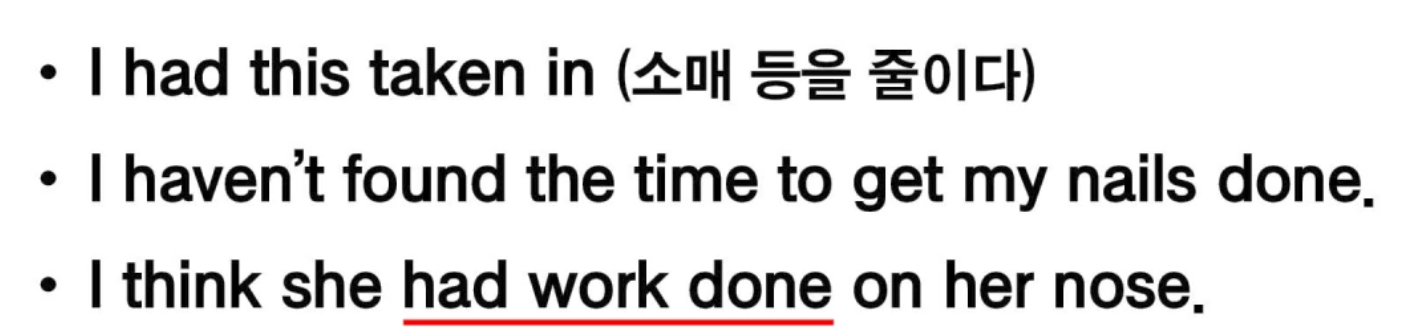 • I had this taken in (소매 등을 줄이다)
• I haven’t found the time to get my nails done.
• I think she had work done on her nose.